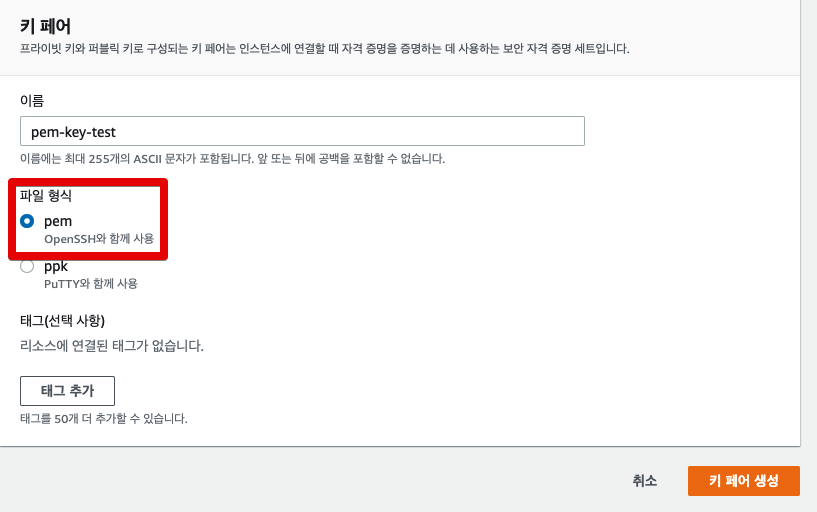 키 페어
프라이빗 키와 퍼블릭 키로 구성되는 키 페어는 인스턴스에 연결할 때 자격 증명을 증명하는 데 사용하는 보안 자격 증명 세트입니다.
이름
pem-key-test
이름에는 최대 255개의 ASCII 문자가 포함됩니다. 앞 또는 뒤에 공백을 포함할 수 없습니다.
파일 형식
pem
OpenSSH와 함께 사용
ppk
PuTTY와 함께 사용
태그(선택 사항)
리소스에 연결된 태그가 없습니다.
태그 추가
태그를 50개 더 추가할 수 있습니다.
취소
키 페어 생성